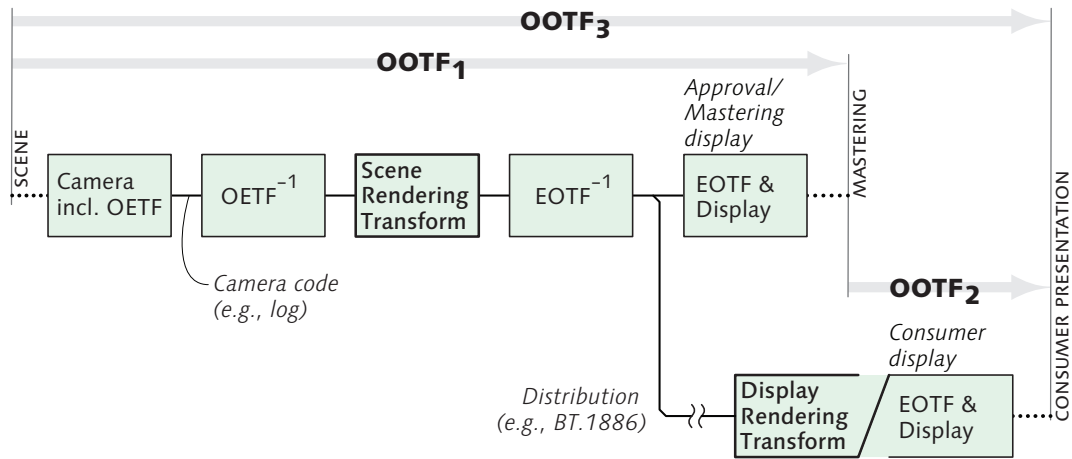 OOTF3
OOTF1
Approval/
Mastering
display
SCENE
MASTERING
Camera
incl. OETF
OETF⁻¹
Scene
Rendering
Transform
EOTF⁻¹
EOTF &
Display
Camera code
(e.g., log)
OOTF2
CONSUMER PRESENTATION
Consumer
display
Distribution
(e.g., BT.1886)
Display
Rendering
Transform
EOTF &
Display